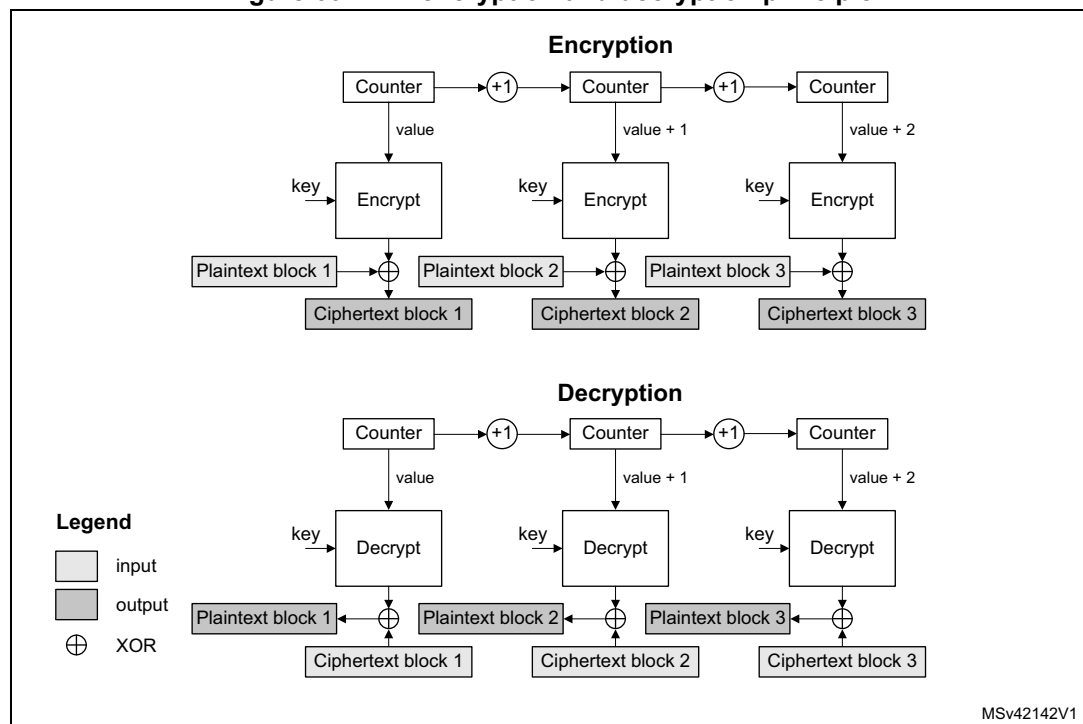 Encryption
Counter +1 Counter +1 Counter
value value + 1 value + 2
key Encrypt key Encrypt key Encrypt
Plaintext block 1 Plaintext block 2 Plaintext block 3
Ciphertext block 1 Ciphertext block 2 Ciphertext block 3
Decryption
Counter +1 Counter +1 Counter
value value + 1 value + 2
Legend
key Decrypt key Decrypt key Decrypt
input
output Plaintext block 1 Plaintext block 2 Plaintext block 3
XOR
Ciphertext block 1 Ciphertext block 2 Ciphertext block 3
MSv42142V1